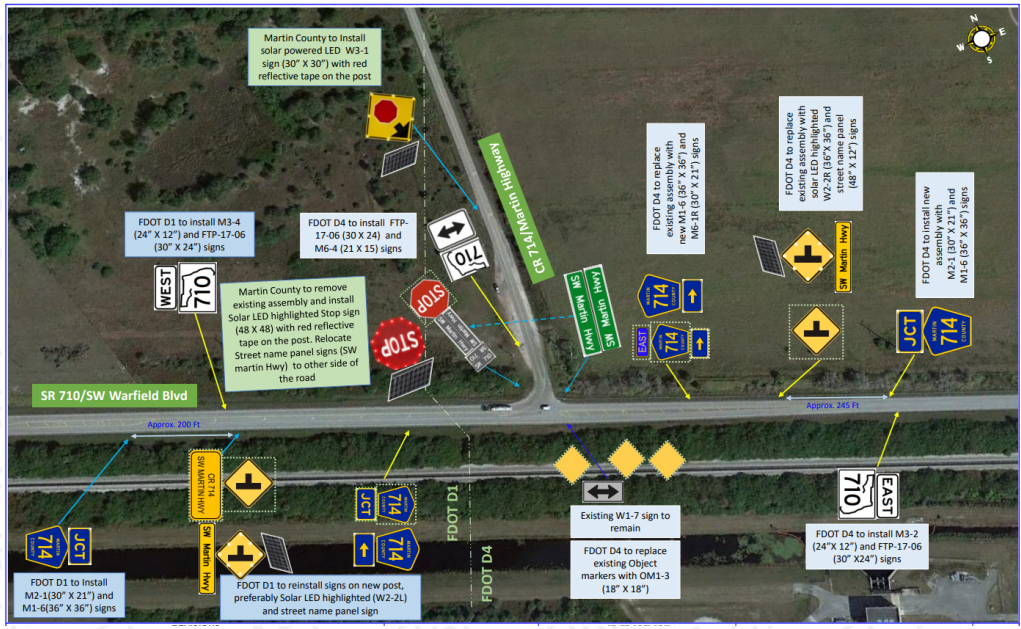 Martin County to Install
solar powered LED W3-1
sign (30” X 30”) with red
reflective tape on the post
N
E
S
W
CR 714/Martin Highway
FDOT D4 to replace
existing assembly with
new M1-6 (36” X 36”) and
M6-1R (30” X 21”) signs
FDOT D4 to replace
existing assembly with
solar LED highlighted
W2-2R (36” X 36”) and
street name panel
(48” X 12”) signs
FDOT D4 to install new
assembly with
M2-1 (30” X 21”) and
M1-6 (36” X 36”) signs
FDOT D1 to install M3-4
(24” X 12”) and FTP-17-06
(30” X 24”) signs
FDOT D4 to install FTP-
17-06 (30 X 24) and
M6-4 (21 X 15) signs
WEST
710
710
STOP
STOP
Martin County to remove
existing assembly and install
Solar LED highlighted Stop sign
(48 X 48) with red reflective
tape on the post. Relocate
Street name panel signs (SW
martin Hwy) to other side of
the road
SW Martin Hwy
SW Martin Hwy
MARTIN
714
COUNTY
EAST
MARTIN
714
COUNTY
SW Martin Hwy
JCT
MARTIN
714
COUNTY
SR 710/SW Warfield Blvd
Approx. 200 Ft
Approx. 245 Ft
CR 714
SW MARTIN HWY
SW Martin Hwy
MARTIN
714
COUNTY
JCT
JCT
MARTIN
714
COUNTY
MARTIN
714
COUNTY
FDOT D1
FDOT D4
710
EAST
FDOT D1 to Install
M2-1(30” X 21”) and
M1-6(36” X 36”) signs
FDOT D1 to reinstall signs on new post,
preferably Solar LED highlighted (W2-2L)
and street name panel sign
Existing W1-7 sign to
remain
FDOT D4 to replace
existing Object
markers with OM1-3
(18” X 18”)
FDOT D4 to install M3-2
(24”X 12”) and FTP-17-06
(30” X24”) signs